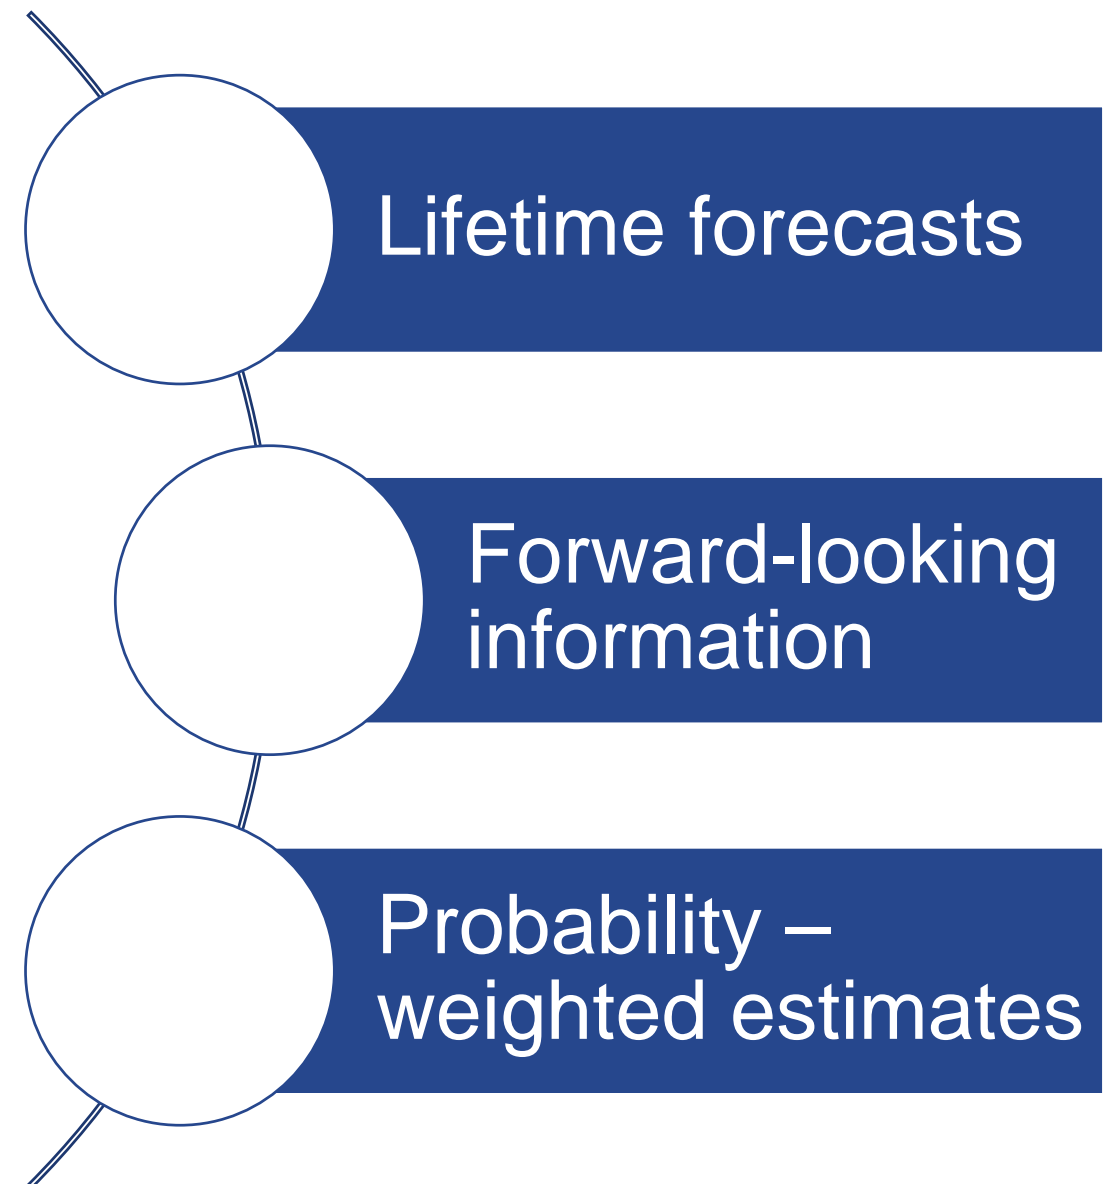 Lifetime forecasts
Forward-looking
information
Probability –
weighted estimates